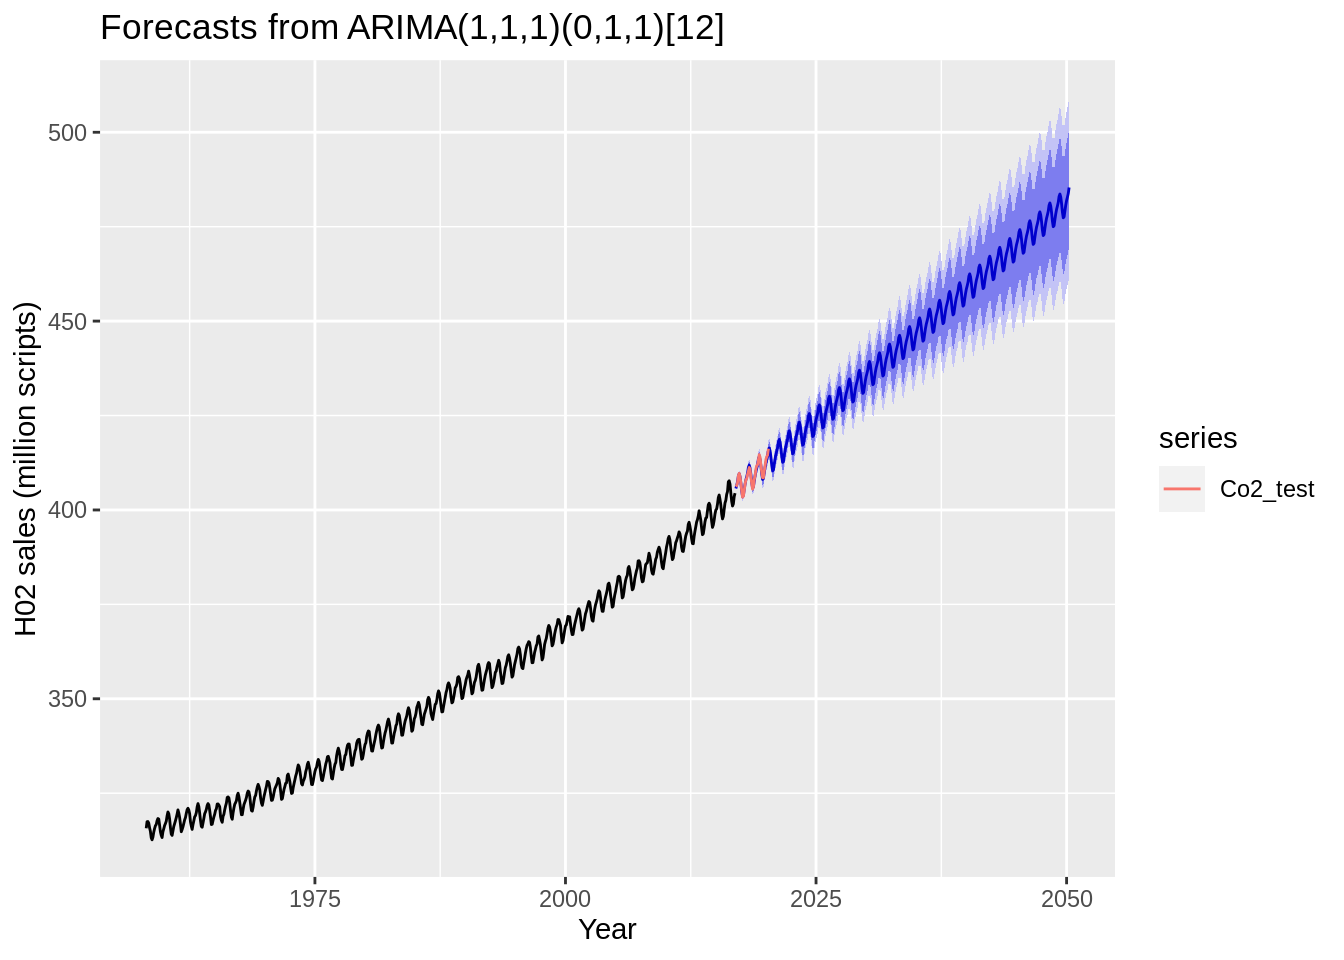 Forecasts from ARIMA(1,1,1)(0,1,1)[12]
500
450
400
350
H02 sales (million scripts)
1975
2000
2025
2050
Year
series
Co2_test